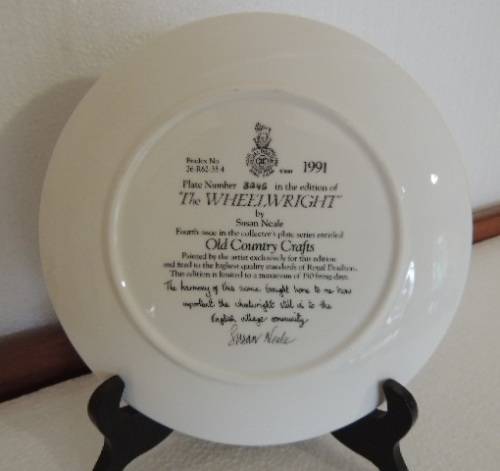 Bradex No.
26-R62-35.4
©1991 1991
Plate Number 8045 in the edition of
"The WHEELWRIGHT"
by
Susan Neale
Fourth issue in the collector's plate series entitled
Old Country Crafts
Painted by the artist exclusively for this edition
and fired to the highest quality standards of Royal Doulton.
This edition is limited to a maximum of 150 firing days.
The harmony of this scene brought home to me how
important the wheelwright still is to the
English village community
Susan Neale